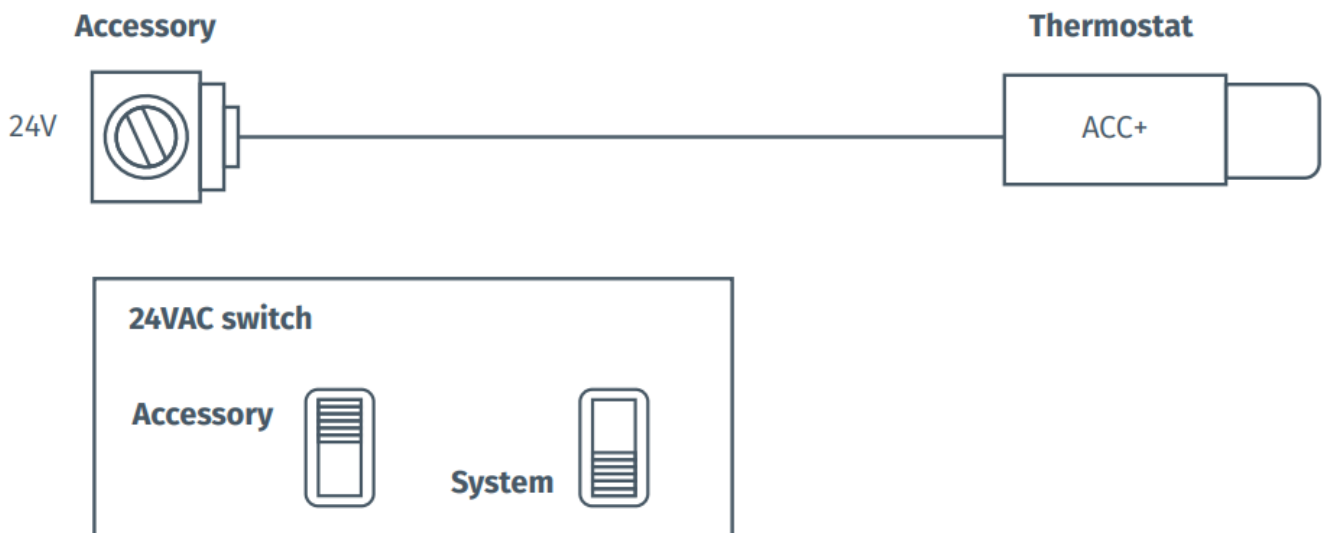 Accessory
Thermostat
24V
ACC+
24VAC switch
Accessory
System